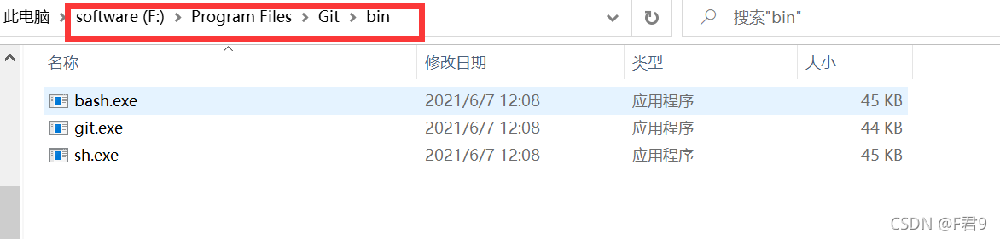 此电脑 > software (F:) > Program Files > Git > bin 搜索"bin"
名称 修改日期 类型 大小
bash.exe 2021/6/7 12:08 应用程序 45 KB
git.exe 2021/6/7 12:08 应用程序 44 KB
sh.exe 2021/6/7 12:08 应用程序 45 KB
CSDN @F君9